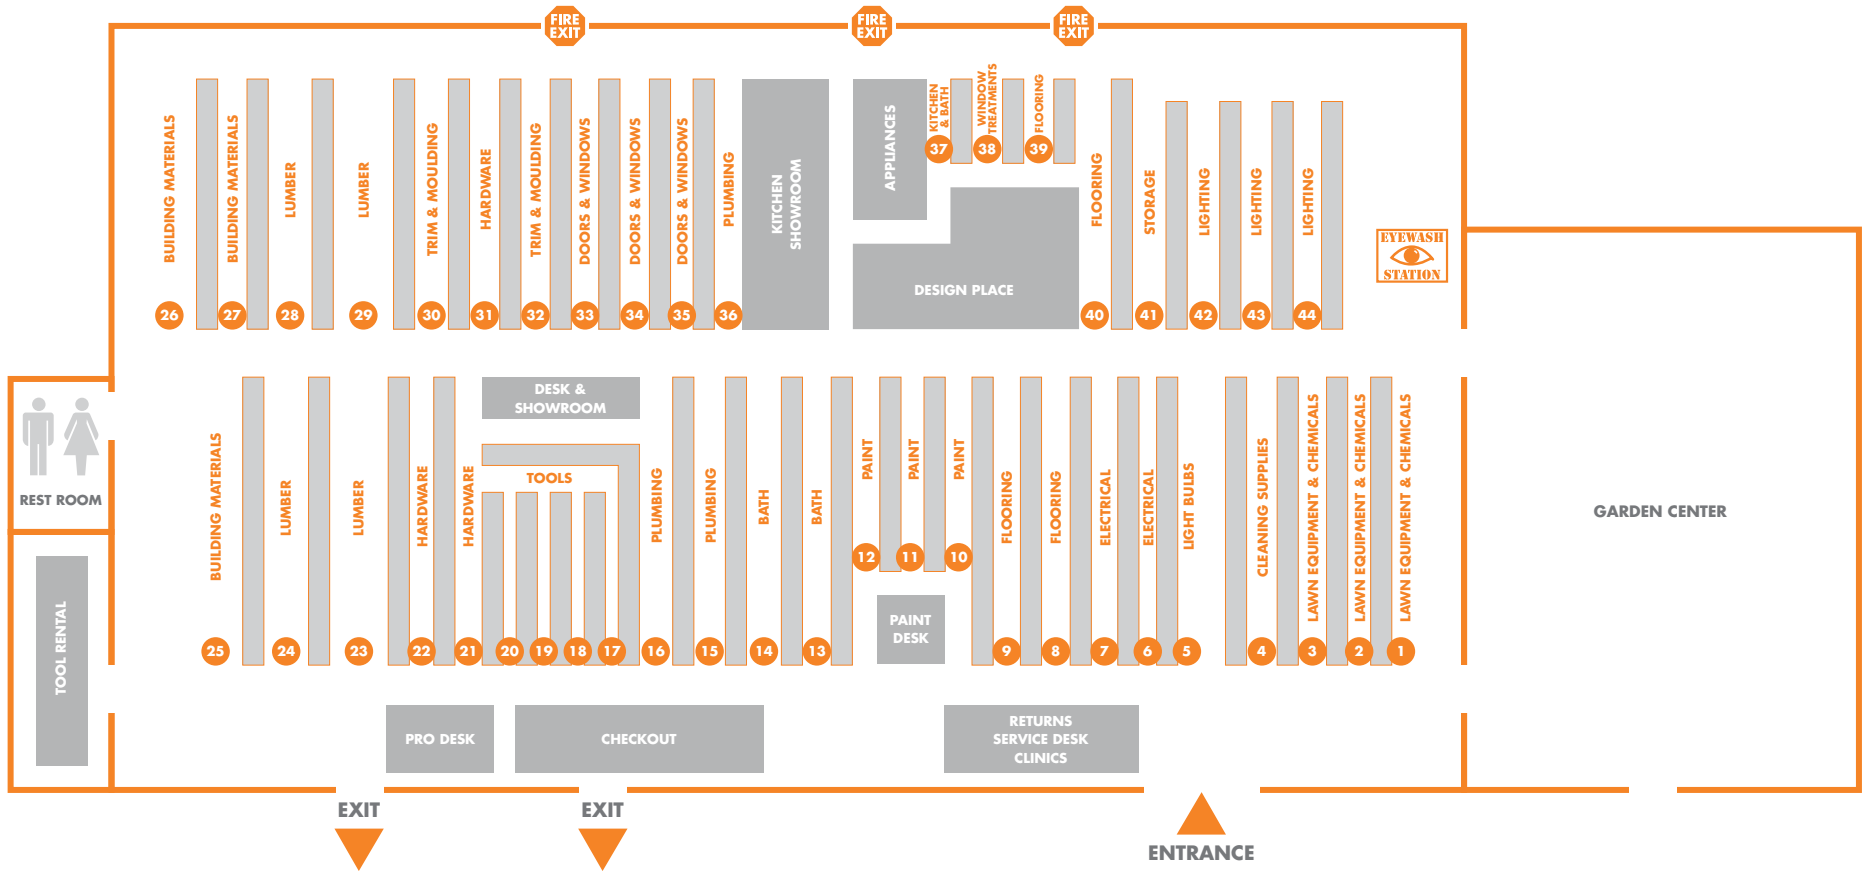 FIRE
EXIT
FIRE
EXIT
FIRE
EXIT
BUILDING MATERIALS
26
BUILDING MATERIALS
27
LUMBER
28
LUMBER
29
TRIM & MOULDING
30
HARDWARE
31
TRIM & MOULDING
32
DOORS & WINDOWS
33
DOORS & WINDOWS
34
DOORS & WINDOWS
35
PLUMBING
36
KITCHEN
SHOWROOM
APPLIANCES
KITCHEN
& BATH
37
WINDOW
TREATMENTS
38
FLOORING
39
DESIGN PLACE
FLOORING
40
STORAGE
41
LIGHTING
42
LIGHTING
43
LIGHTING
44
EYEWASH
STATION
REST ROOM
TOOL RENTAL
BUILDING MATERIALS
25
LUMBER
24
LUMBER
23
HARDWARE
22
HARDWARE
21
DESK &
SHOWROOM
TOOLS
20
19
18
17
PLUMBING
16
PLUMBING
15
BATH
14
BATH
13
PAINT
12
PAINT
11
PAINT
10
PAINT
DESK
FLOORING
9
FLOORING
8
ELECTRICAL
7
ELECTRICAL
6
LIGHT BULBS
5
CLEANING SUPPLIES
4
LAWN EQUIPMENT & CHEMICALS
3
LAWN EQUIPMENT & CHEMICALS
2
LAWN EQUIPMENT & CHEMICALS
1
GARDEN CENTER
PRO DESK
CHECKOUT
RETURNS
SERVICE DESK
CLINICS
EXIT
EXIT
ENTRANCE